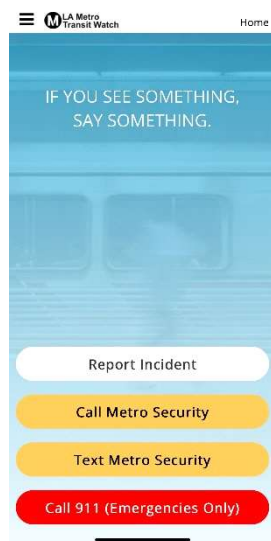 LA Metro
Transit Watch
Home
IF YOU SEE SOMETHING,
SAY SOMETHING.
Report Incident
Call Metro Security
Text Metro Security
Call 911 (Emergencies Only)